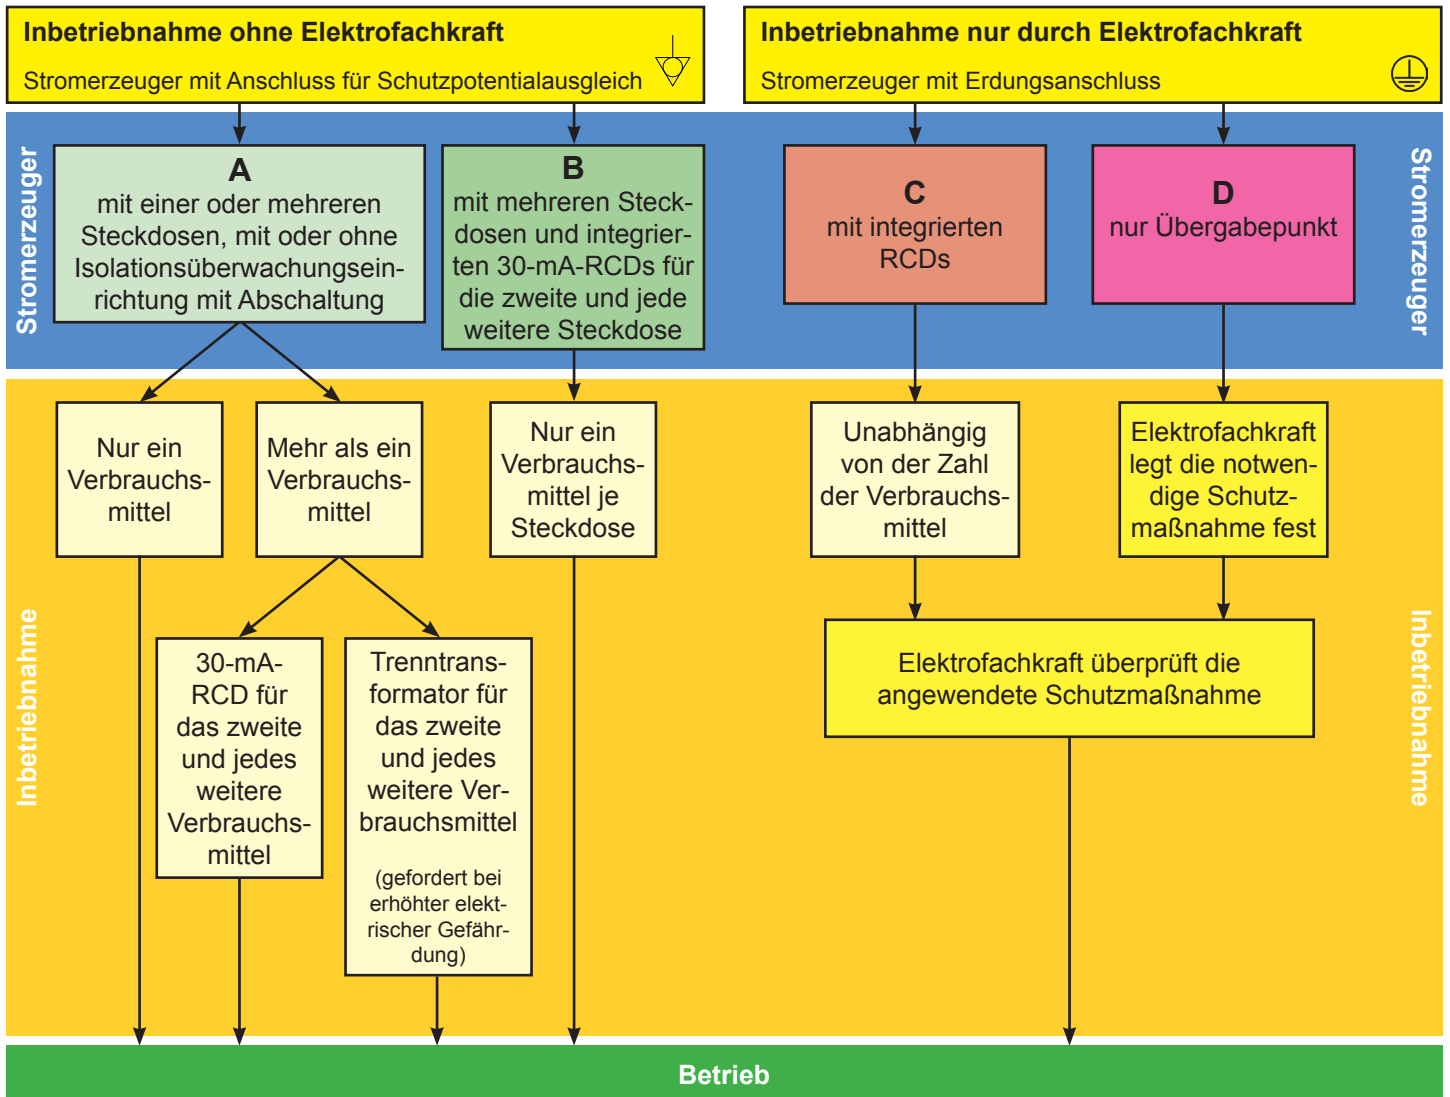 Inbetriebnahme ohne Elektrofachkraft
Stromerzeuger mit Anschluss für Schutzpotentialausgleich
Inbetriebnahme nur durch Elektrofachkraft
Stromerzeuger mit Erdungsanschluss
Stromerzeuger
A
mit einer oder mehreren
Steckdosen, mit oder ohne
Isolationsüberwachungsein-
richtung mit Abschaltung
B
mit mehreren Steck-
dosen und integrier-
ten 30-mA-RCDs für
die zweite und jede
weitere Steckdose
C
mit integrierten
RCDs
D
nur Übergabepunkt
Stromerzeuger
Inbetriebnahme
Nur ein
Verbrauchs-
mittel
Mehr als ein
Verbrauchs-
mittel
Nur ein
Verbrauchs-
mittel je
Steckdose
Unabhängig
von der Zahl
der Verbrauchs-
mittel
Elektrofachkraft
legt die notwen-
dige Schutz-
maßnahme fest
30-mA-
RCD für
das zweite
und jedes
weitere
Verbrauchs-
mittel
Trenntrans-
formator für
das zweite
und jedes
weitere Ver-
brauchsmittel
(gefordert bei
erhöhter elekt-
rischer Gefähr-
dung)
Elektrofachkraft überprüft die
angewendete Schutzmaßnahme
Inbetriebnahme
Betrieb